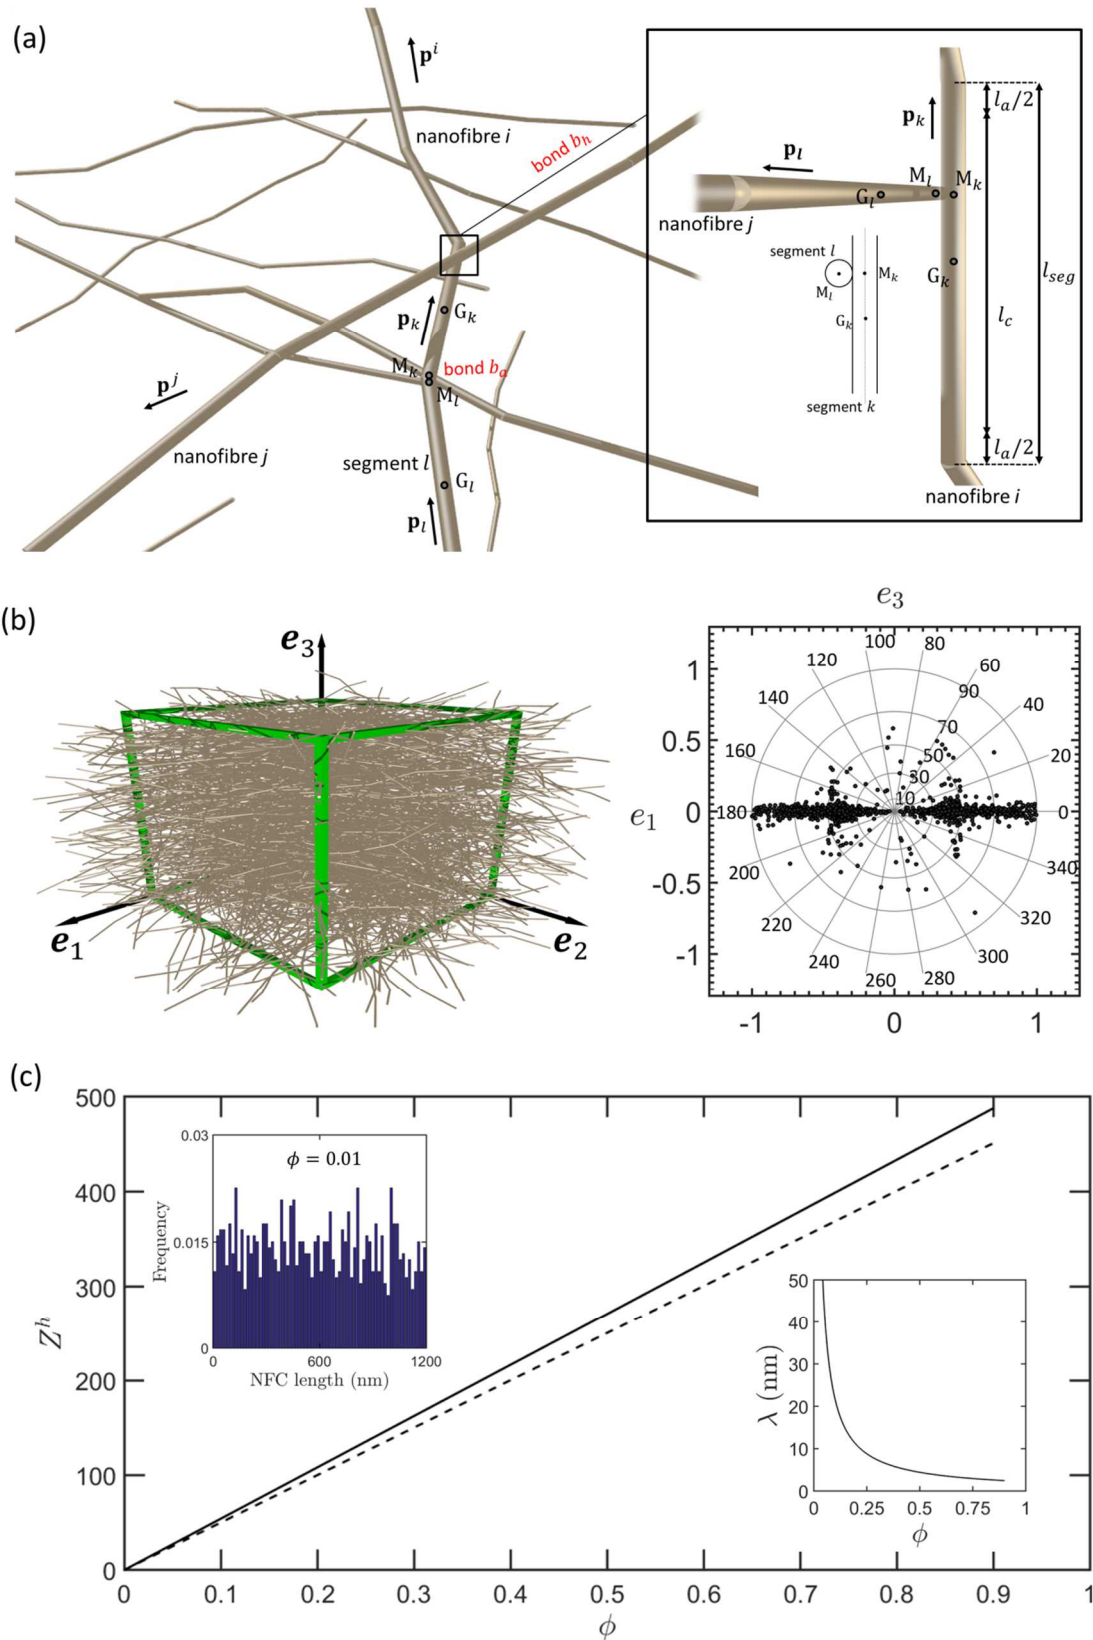 (a)
p^i
nanofibre i
bond b_h
p_k
G_k
M_k
bond b_a
M_l
p^j
nanofibre j
segment l
G_l
p_l
p_k
l_a/2
p_l
M_l
M_k
G_l
nanofibre j
segment l
M_k
M_l
G_k
G_k
l_seg
l_c
segment k
l_a/2
nanofibre i
(b)
e_3
e_1
e_2
e_3
1
0.5
0
-0.5
-1
e_1
100
80
120
60
140
90
40
160
70
50
30
20
10
180
0
200
340
220
320
240
300
260
280
-1
0
1
(c)
500
400
300
200
100
0
Z^h
0.03
0.015
0
Frequency
ϕ = 0.01
0
600
1200
NFC length (nm)
50
40
30
20
10
0
λ (nm)
0
0.25
0.5
0.75
1
ϕ
0
0.1
0.2
0.3
0.4
0.5
0.6
0.7
0.8
0.9
1
ϕ